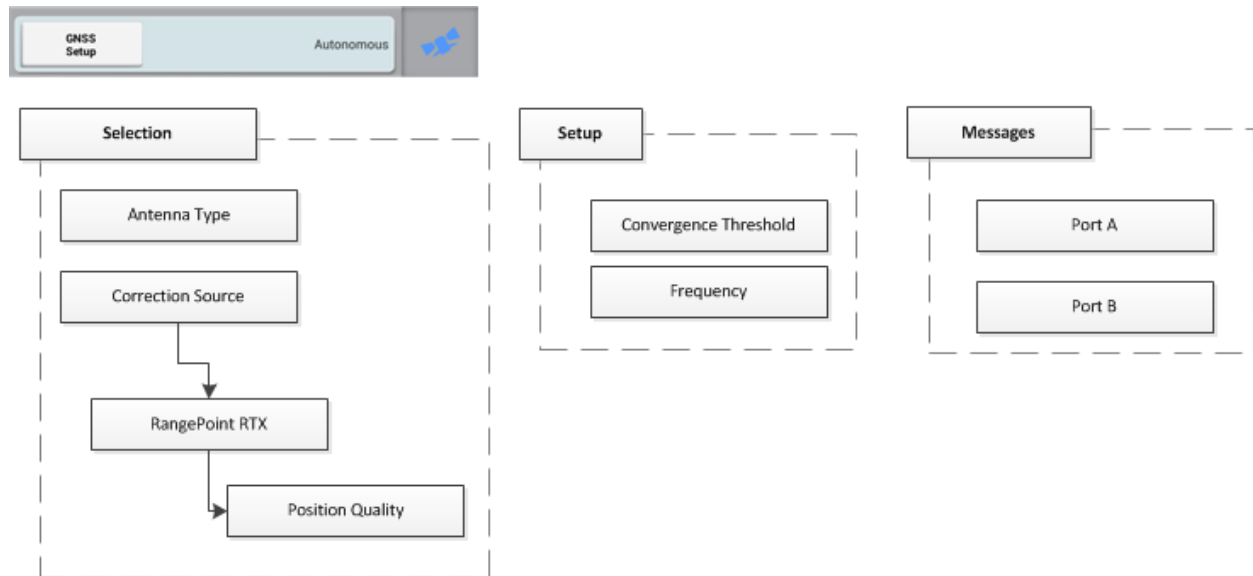 GNSS
Setup
Autonomous
Selection
Antenna Type
Correction Source
RangePoint RTX
Position Quality
Setup
Convergence Threshold
Frequency
Messages
Port A
Port B